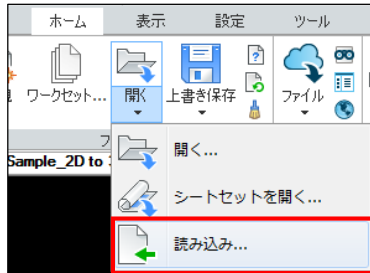 ホーム 表示 設定 ツール
ワークセット... 開く 上書き保存 ファイル
Sample_2D to
開く...
シートセットを開く...
読み込み...